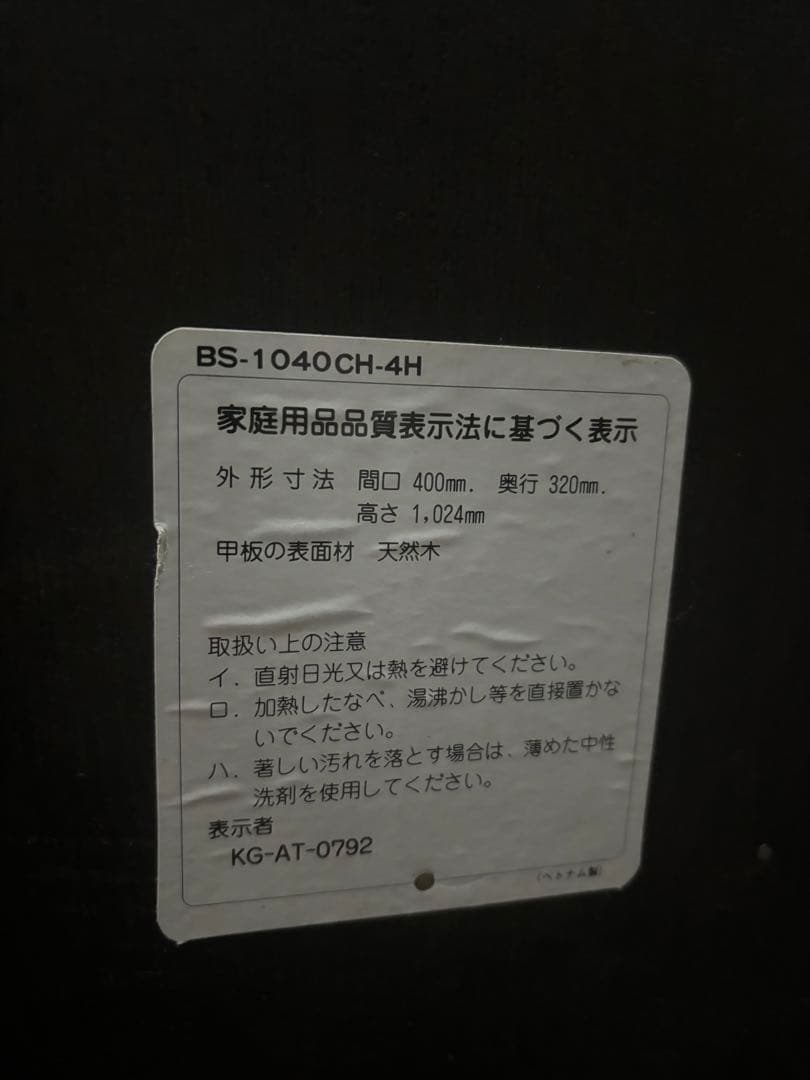 BS-1040CH-4H
家庭用品品質表示法に基づく表示
外形寸法 間口 400mm. 奥行 320mm.
高さ 1,024mm
甲板の表面材 天然木
取扱い上の注意
イ. 直射日光又は熱を避けてください。
ロ. 加熱したなべ、湯沸かし等を直接置かな
いでください。
ハ. 著しい汚れを落とす場合は、薄めた中性
洗剤を使用してください。
表示者
KG-AT-0792
(ベトナム製)